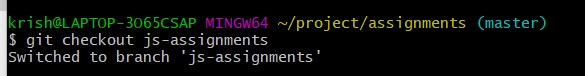 krish@LAPTOP-3O65CSAP MINGW64 ~/project/assignments (master)
$ git checkout js-assignments
Switched to branch 'js-assignments'